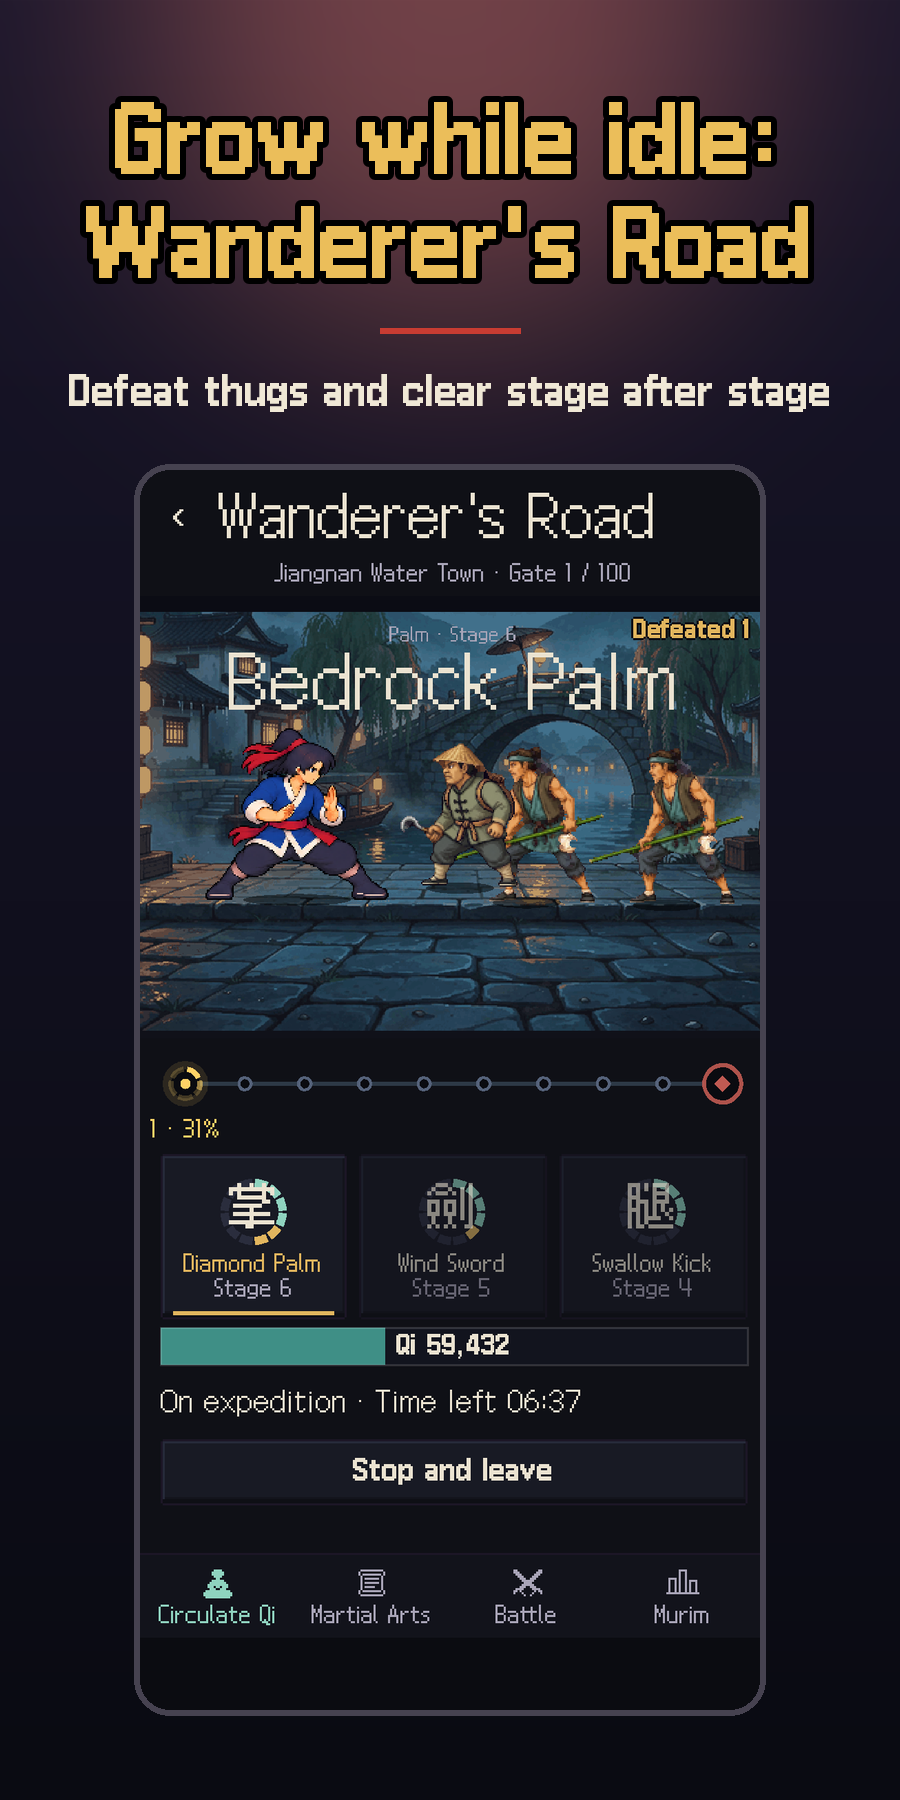 Grow while idle:
Wanderer's Road
Defeat thugs and clear stage after stage
Wanderer's Road
Jiangnan Water Town · Gate 1 / 100
Palm · Stage 6
Defeated 1
Bedrock Palm
1 · 31%
掌
Diamond Palm
Stage 6
劍
Wind Sword
Stage 5
腿
Swallow Kick
Stage 4
Qi 59,432
On expedition · Time left 06:37
Stop and leave
Circulate Qi
Martial Arts
Battle
Murim